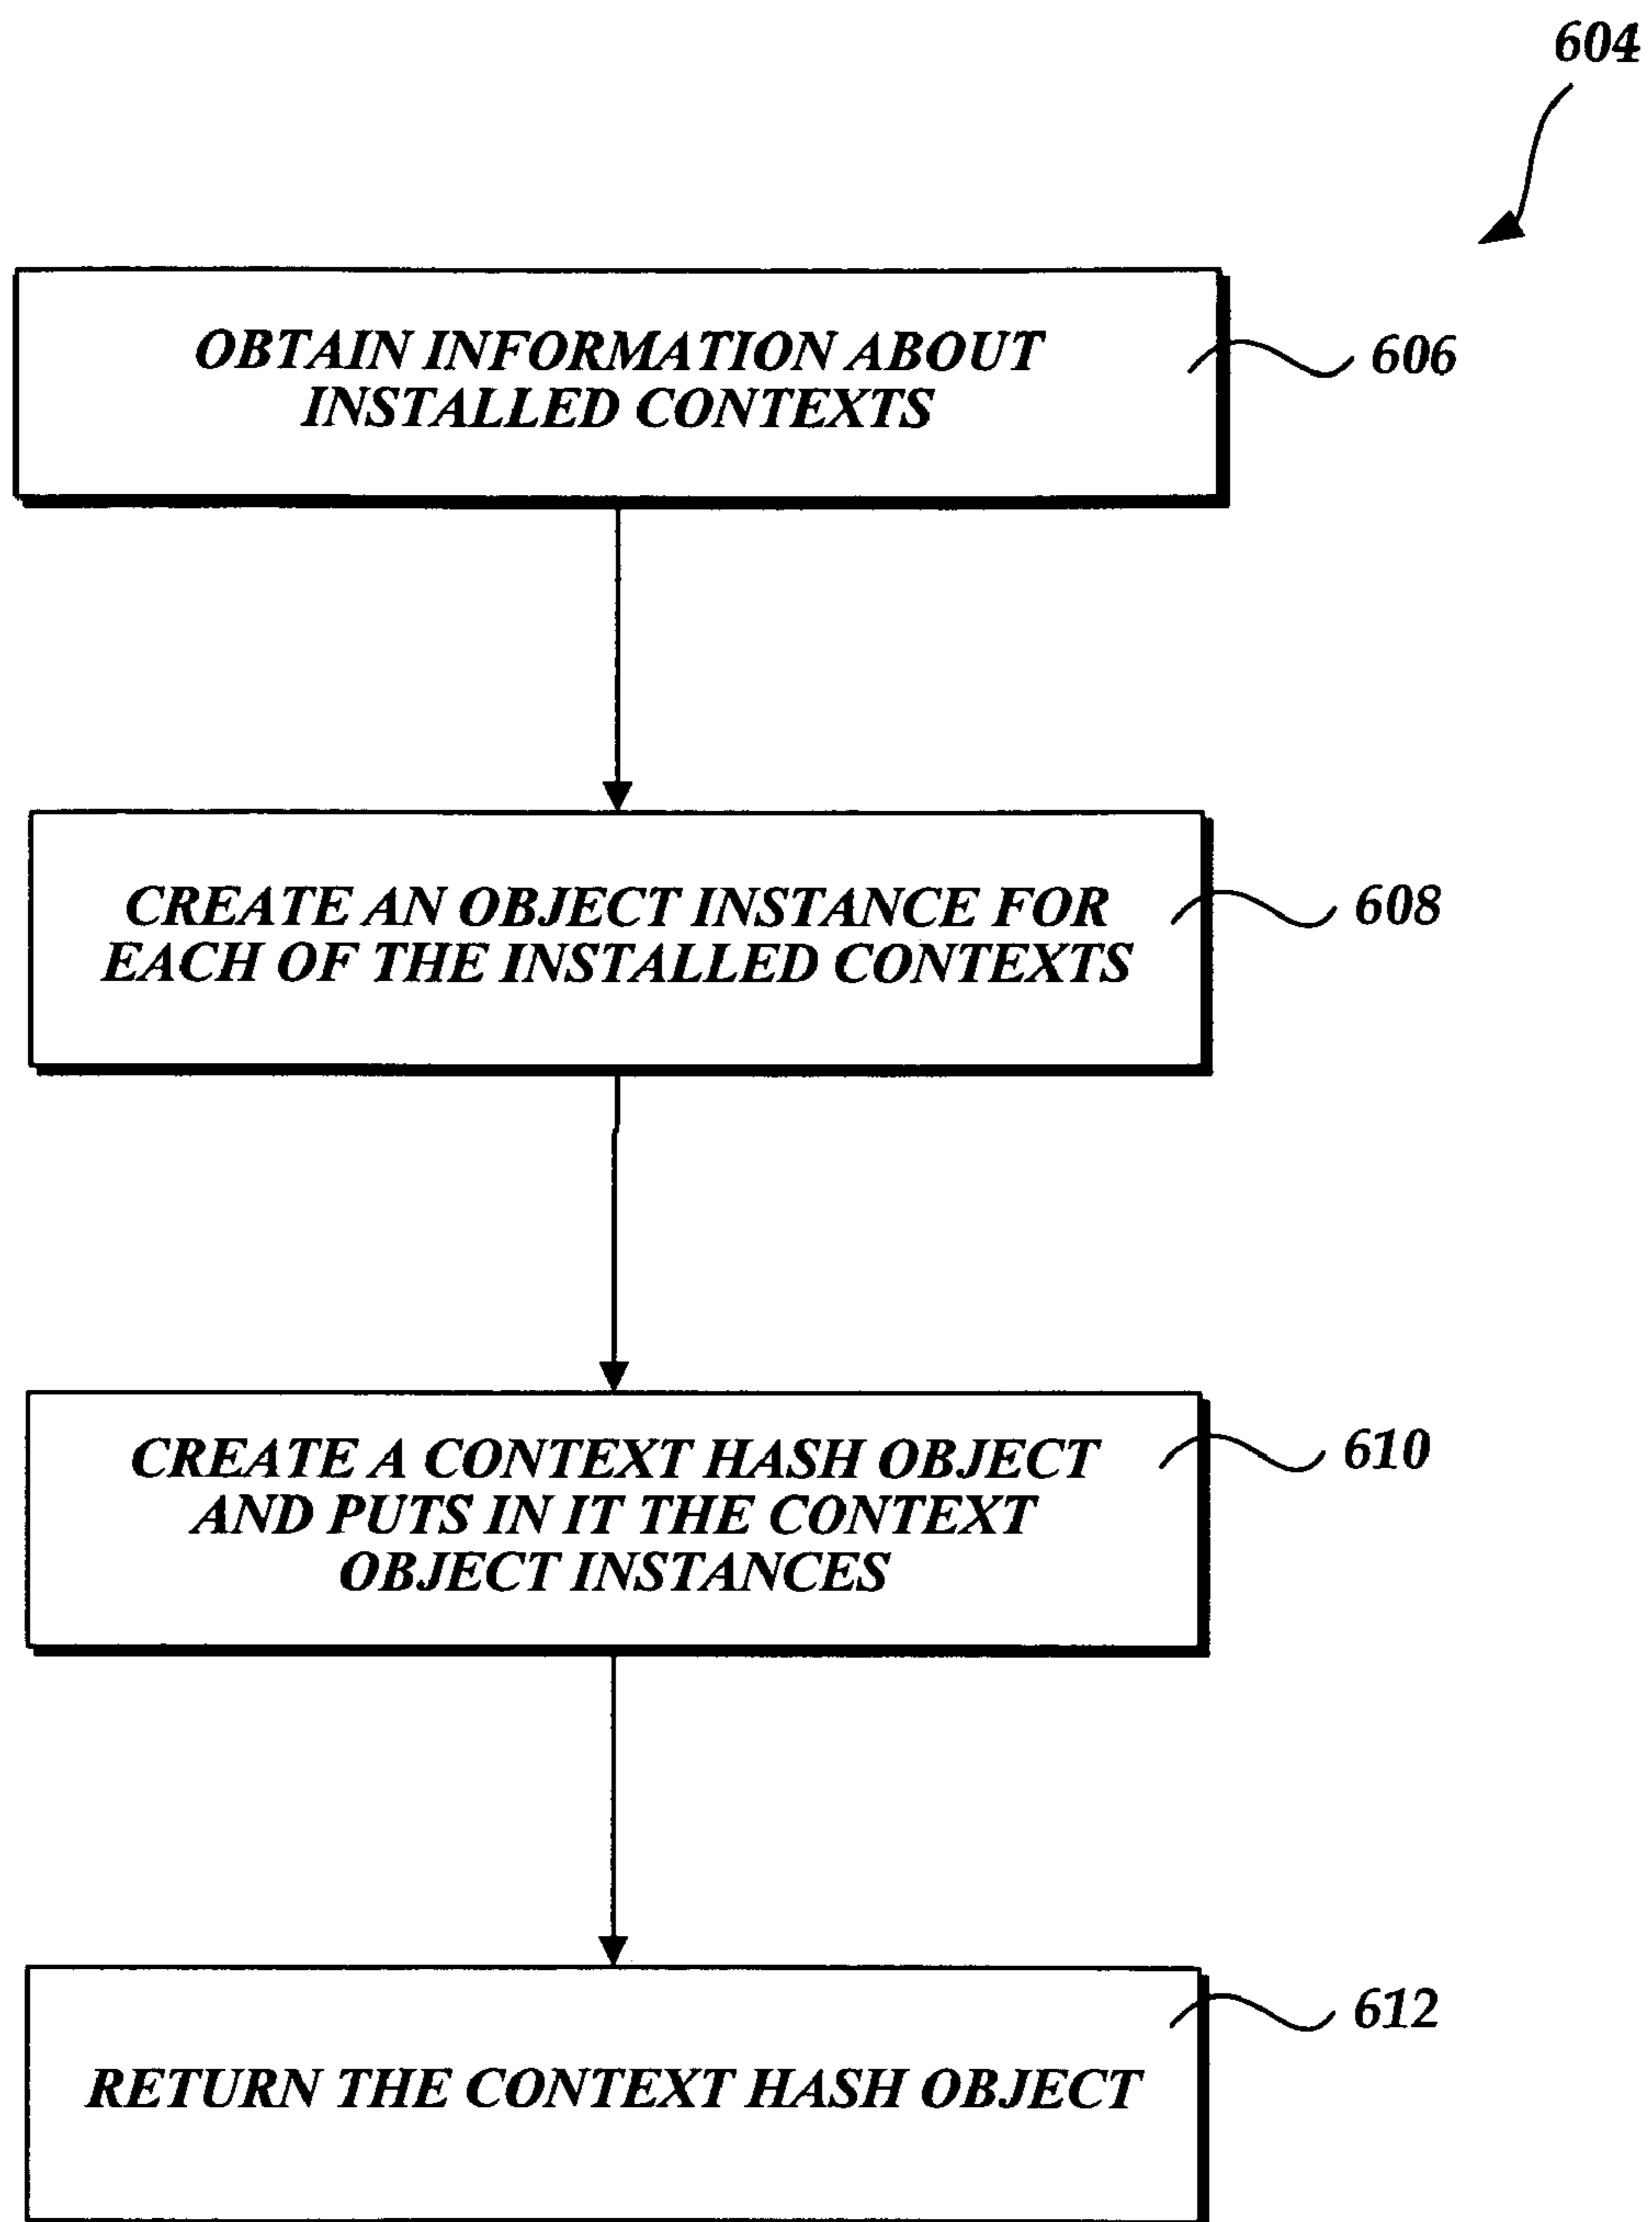 604
OBTAIN INFORMATION ABOUT
INSTALLED CONTEXTS
606
CREATE AN OBJECT INSTANCE FOR
EACH OF THE INSTALLED CONTEXTS
608
CREATE A CONTEXT HASH OBJECT
AND PUTS IN IT THE CONTEXT
OBJECT INSTANCES
610
RETURN THE CONTEXT HASH OBJECT
612